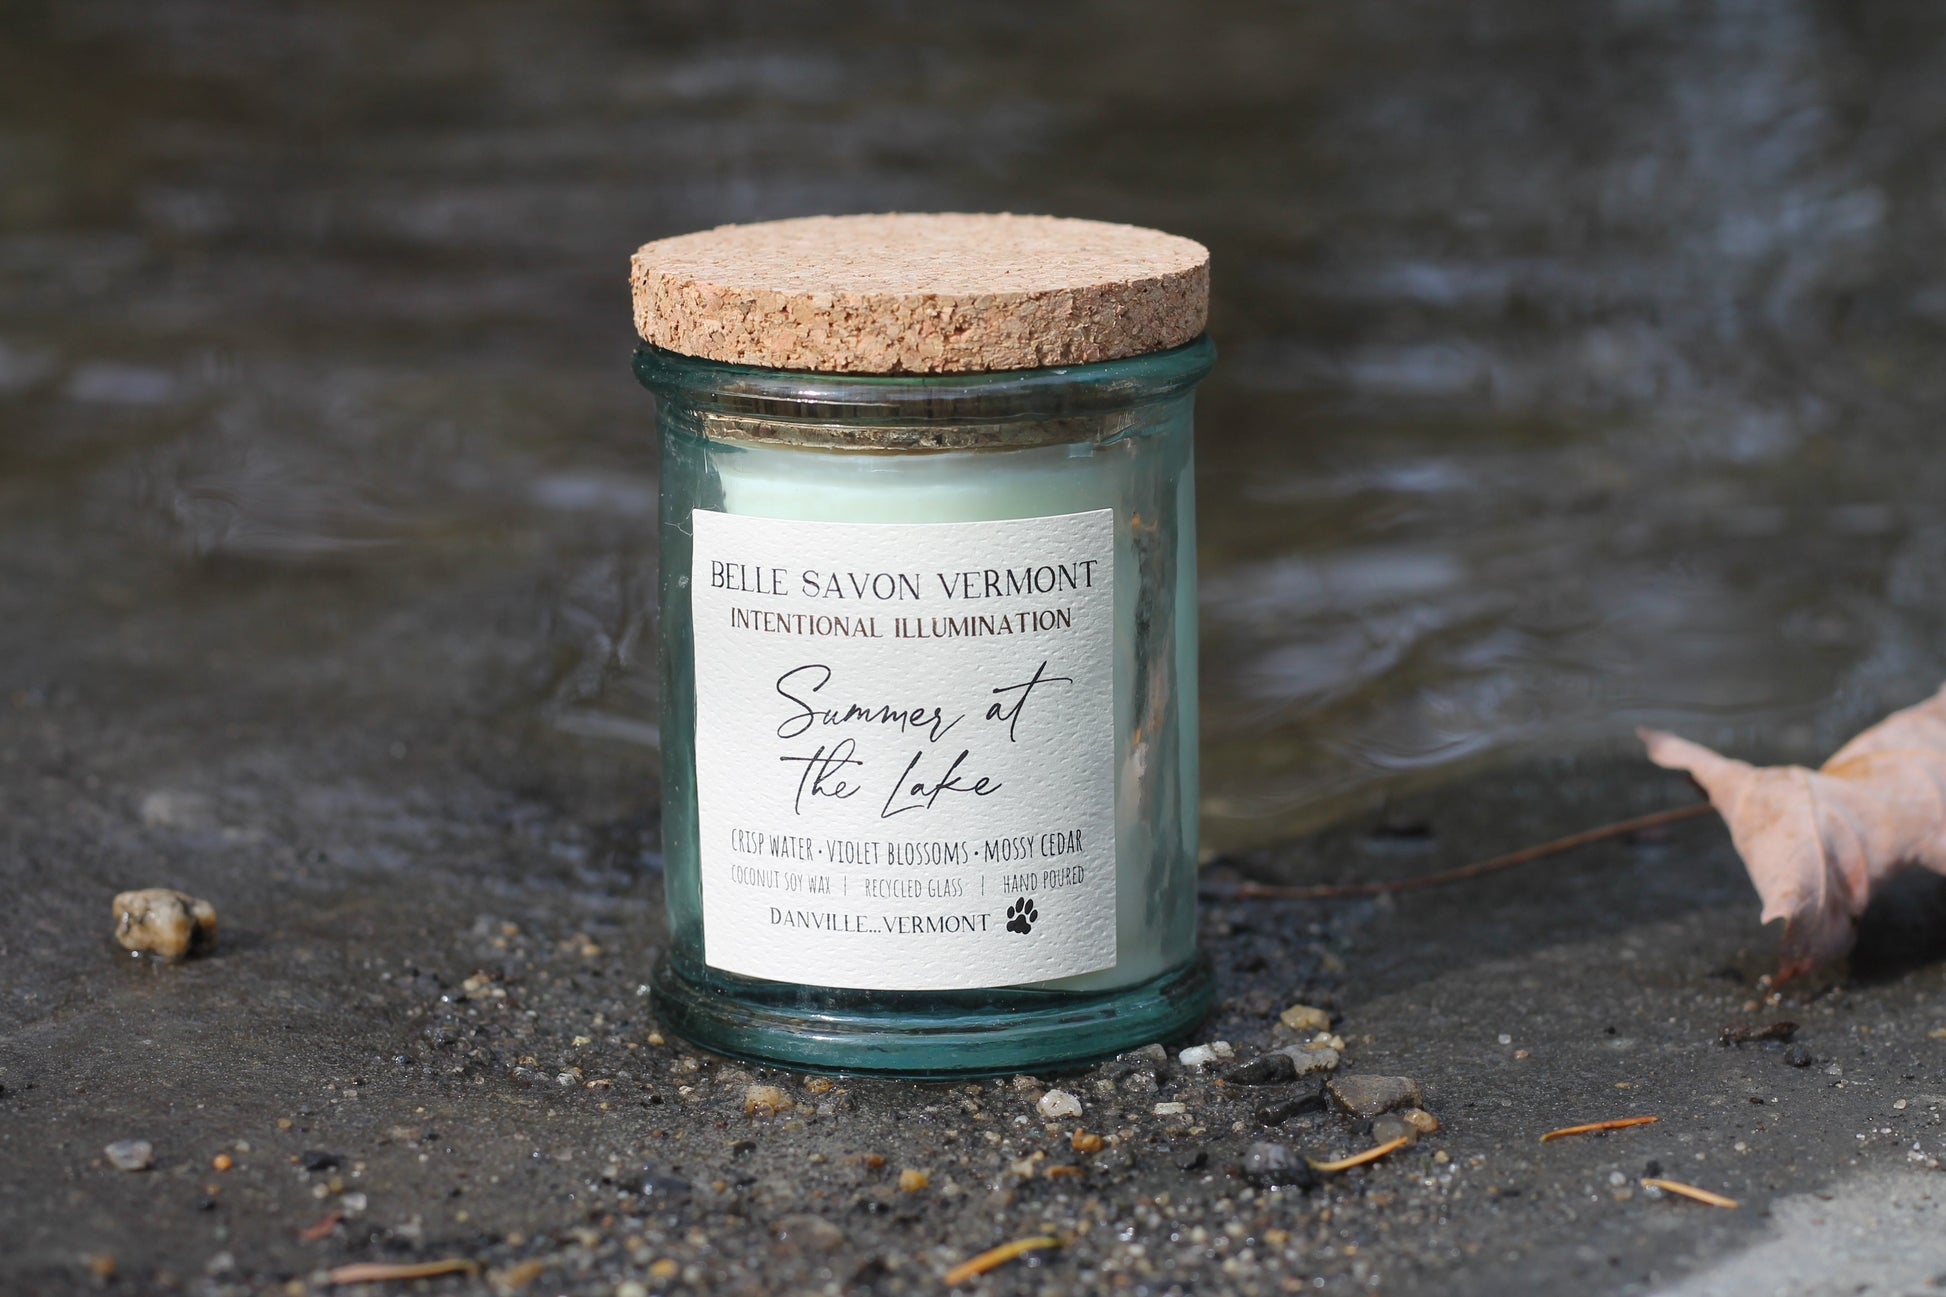 BELLE SAVON VERMONT
INTENTIONAL ILLUMINATION
Summer at
the Lake
CRISP WATER • VIOLET BLOSSOMS • MOSSY CEDAR
COCONUT SOY WAX | RECYCLED GLASS | HAND POURED
DANVILLE...VERMONT